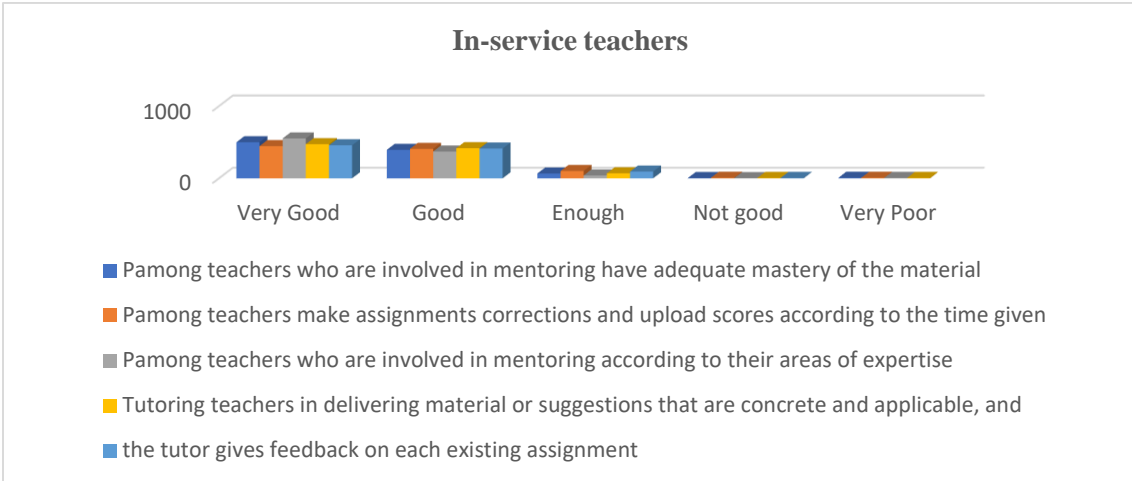 In-service teachers
1000
0
Very Good Good Enough Not good Very Poor
Pamong teachers who are involved in mentoring have adequate mastery of the material
Pamong teachers make assignments corrections and upload scores according to the time given
Pamong teachers who are involved in mentoring according to their areas of expertise
Tutoring teachers in delivering material or suggestions that are concrete and applicable, and
the tutor gives feedback on each existing assignment